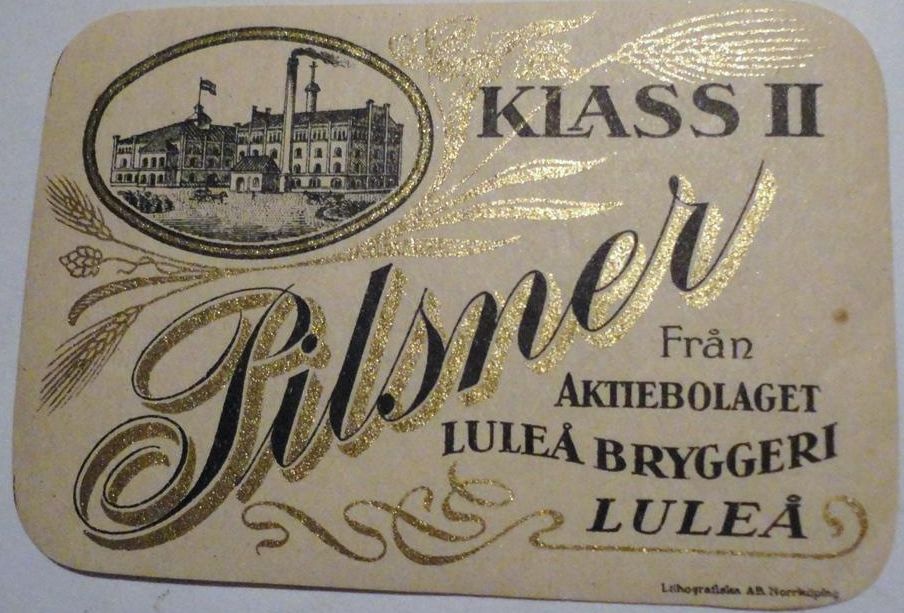 KLASS II
Pilsner
Från
AKTIEBOLAGET
LULEÅ BRYGGERI
LULEÅ
Lithografiska AB. Norrköping